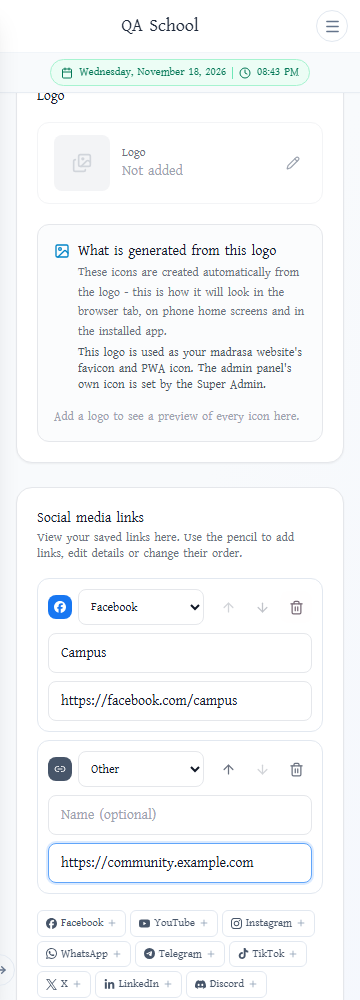 QA School
Wednesday, November 18, 2026 | 08:43 PM
Logo
Logo
Not added
What is generated from this logo
These icons are created automatically from
the logo - this is how it will look in the
browser tab, on phone home screens and in
the installed app.
This logo is used as your madrasa website's
favicon and PWA icon. The admin panel's
own icon is set by the Super Admin.
Add a logo to see a preview of every icon here.
Social media links
View your saved links here. Use the pencil to add
links, edit details or change their order.
Facebook
Campus
https://facebook.com/campus
Other
Name (optional)
https://community.example.com
Facebook + YouTube + Instagram +
WhatsApp + Telegram + TikTok +
X + LinkedIn + Discord +